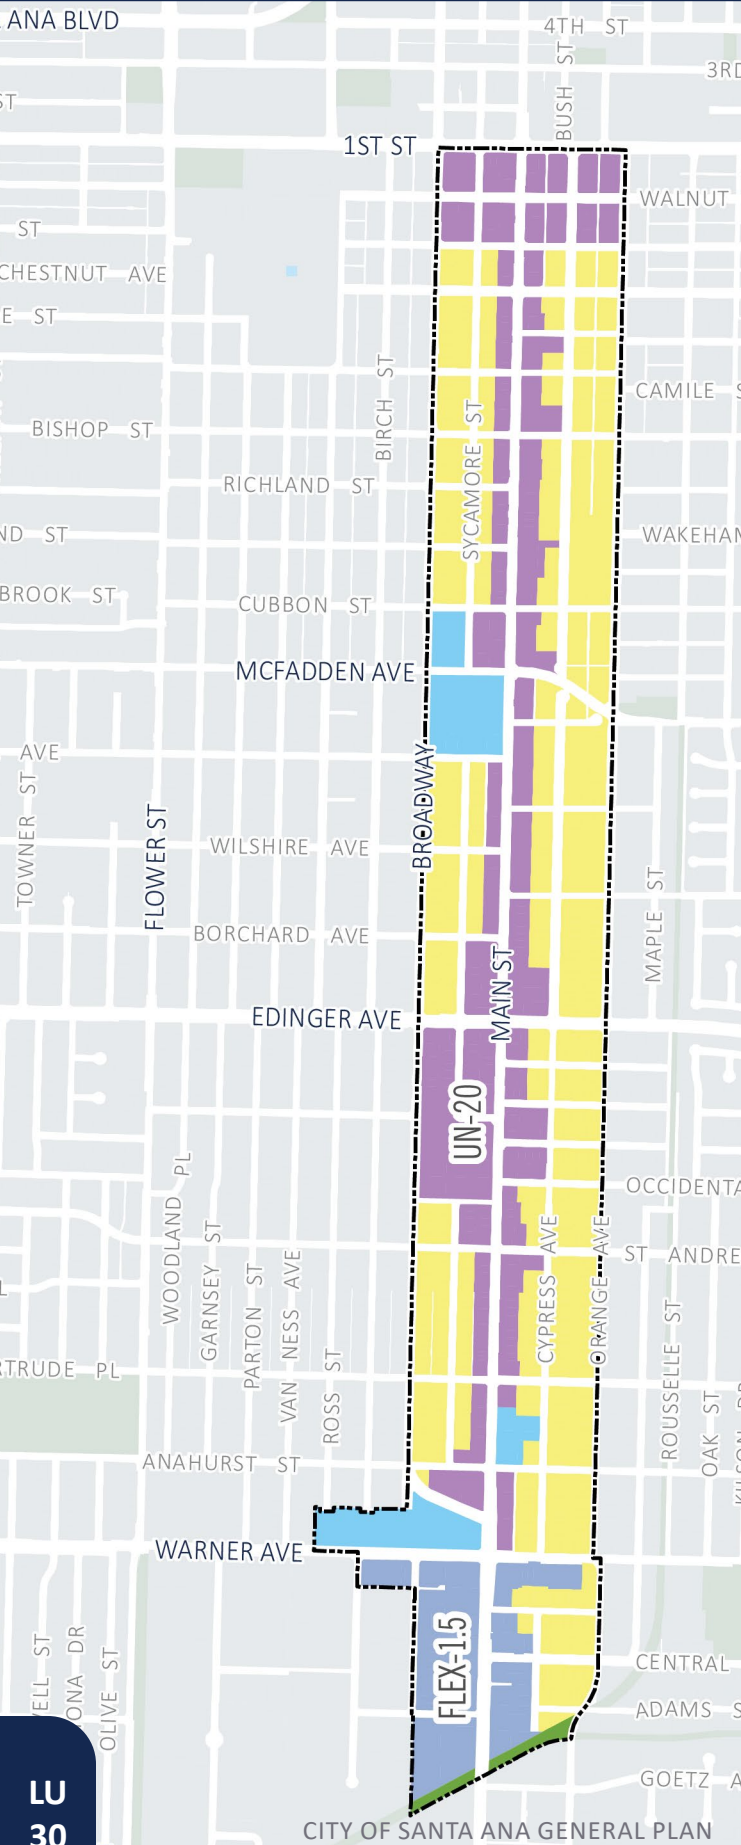 ANA BLVD
4TH ST
BUSH ST
3RD
ST
1ST ST
WALNUT
ST
CHESTNUT AVE
E ST
BIRCH ST
CAMILE S
SYCAMORE ST
BISHOP ST
RICHLAND ST
ND ST
WAKEHAM
BROOK ST
CUBBON ST
MCFADDEN AVE
AVE
BROADWAY
TOWNER ST
FLOWER ST
WILSHIRE AVE
MAPLE ST
BORCHARD AVE
MAIN ST
EDINGER AVE
UN-20
WOODLAND PL
OCCIDENTA
GARNSEY ST
CYPRESS AVE
ORANGE AVE
ST ANDRE
PARTON ST
VAN NESS AVE
ROSS ST
ROUSSELLE ST
RTRUDE PL
OAK ST
ANAHURST ST
WARNER AVE
FLEX-1.5
ELL ST
ONA DR
OLIVE ST
CENTRAL
ADAMS S
GOETZ A
LU
30
CITY OF SANTA ANA GENERAL PLAN